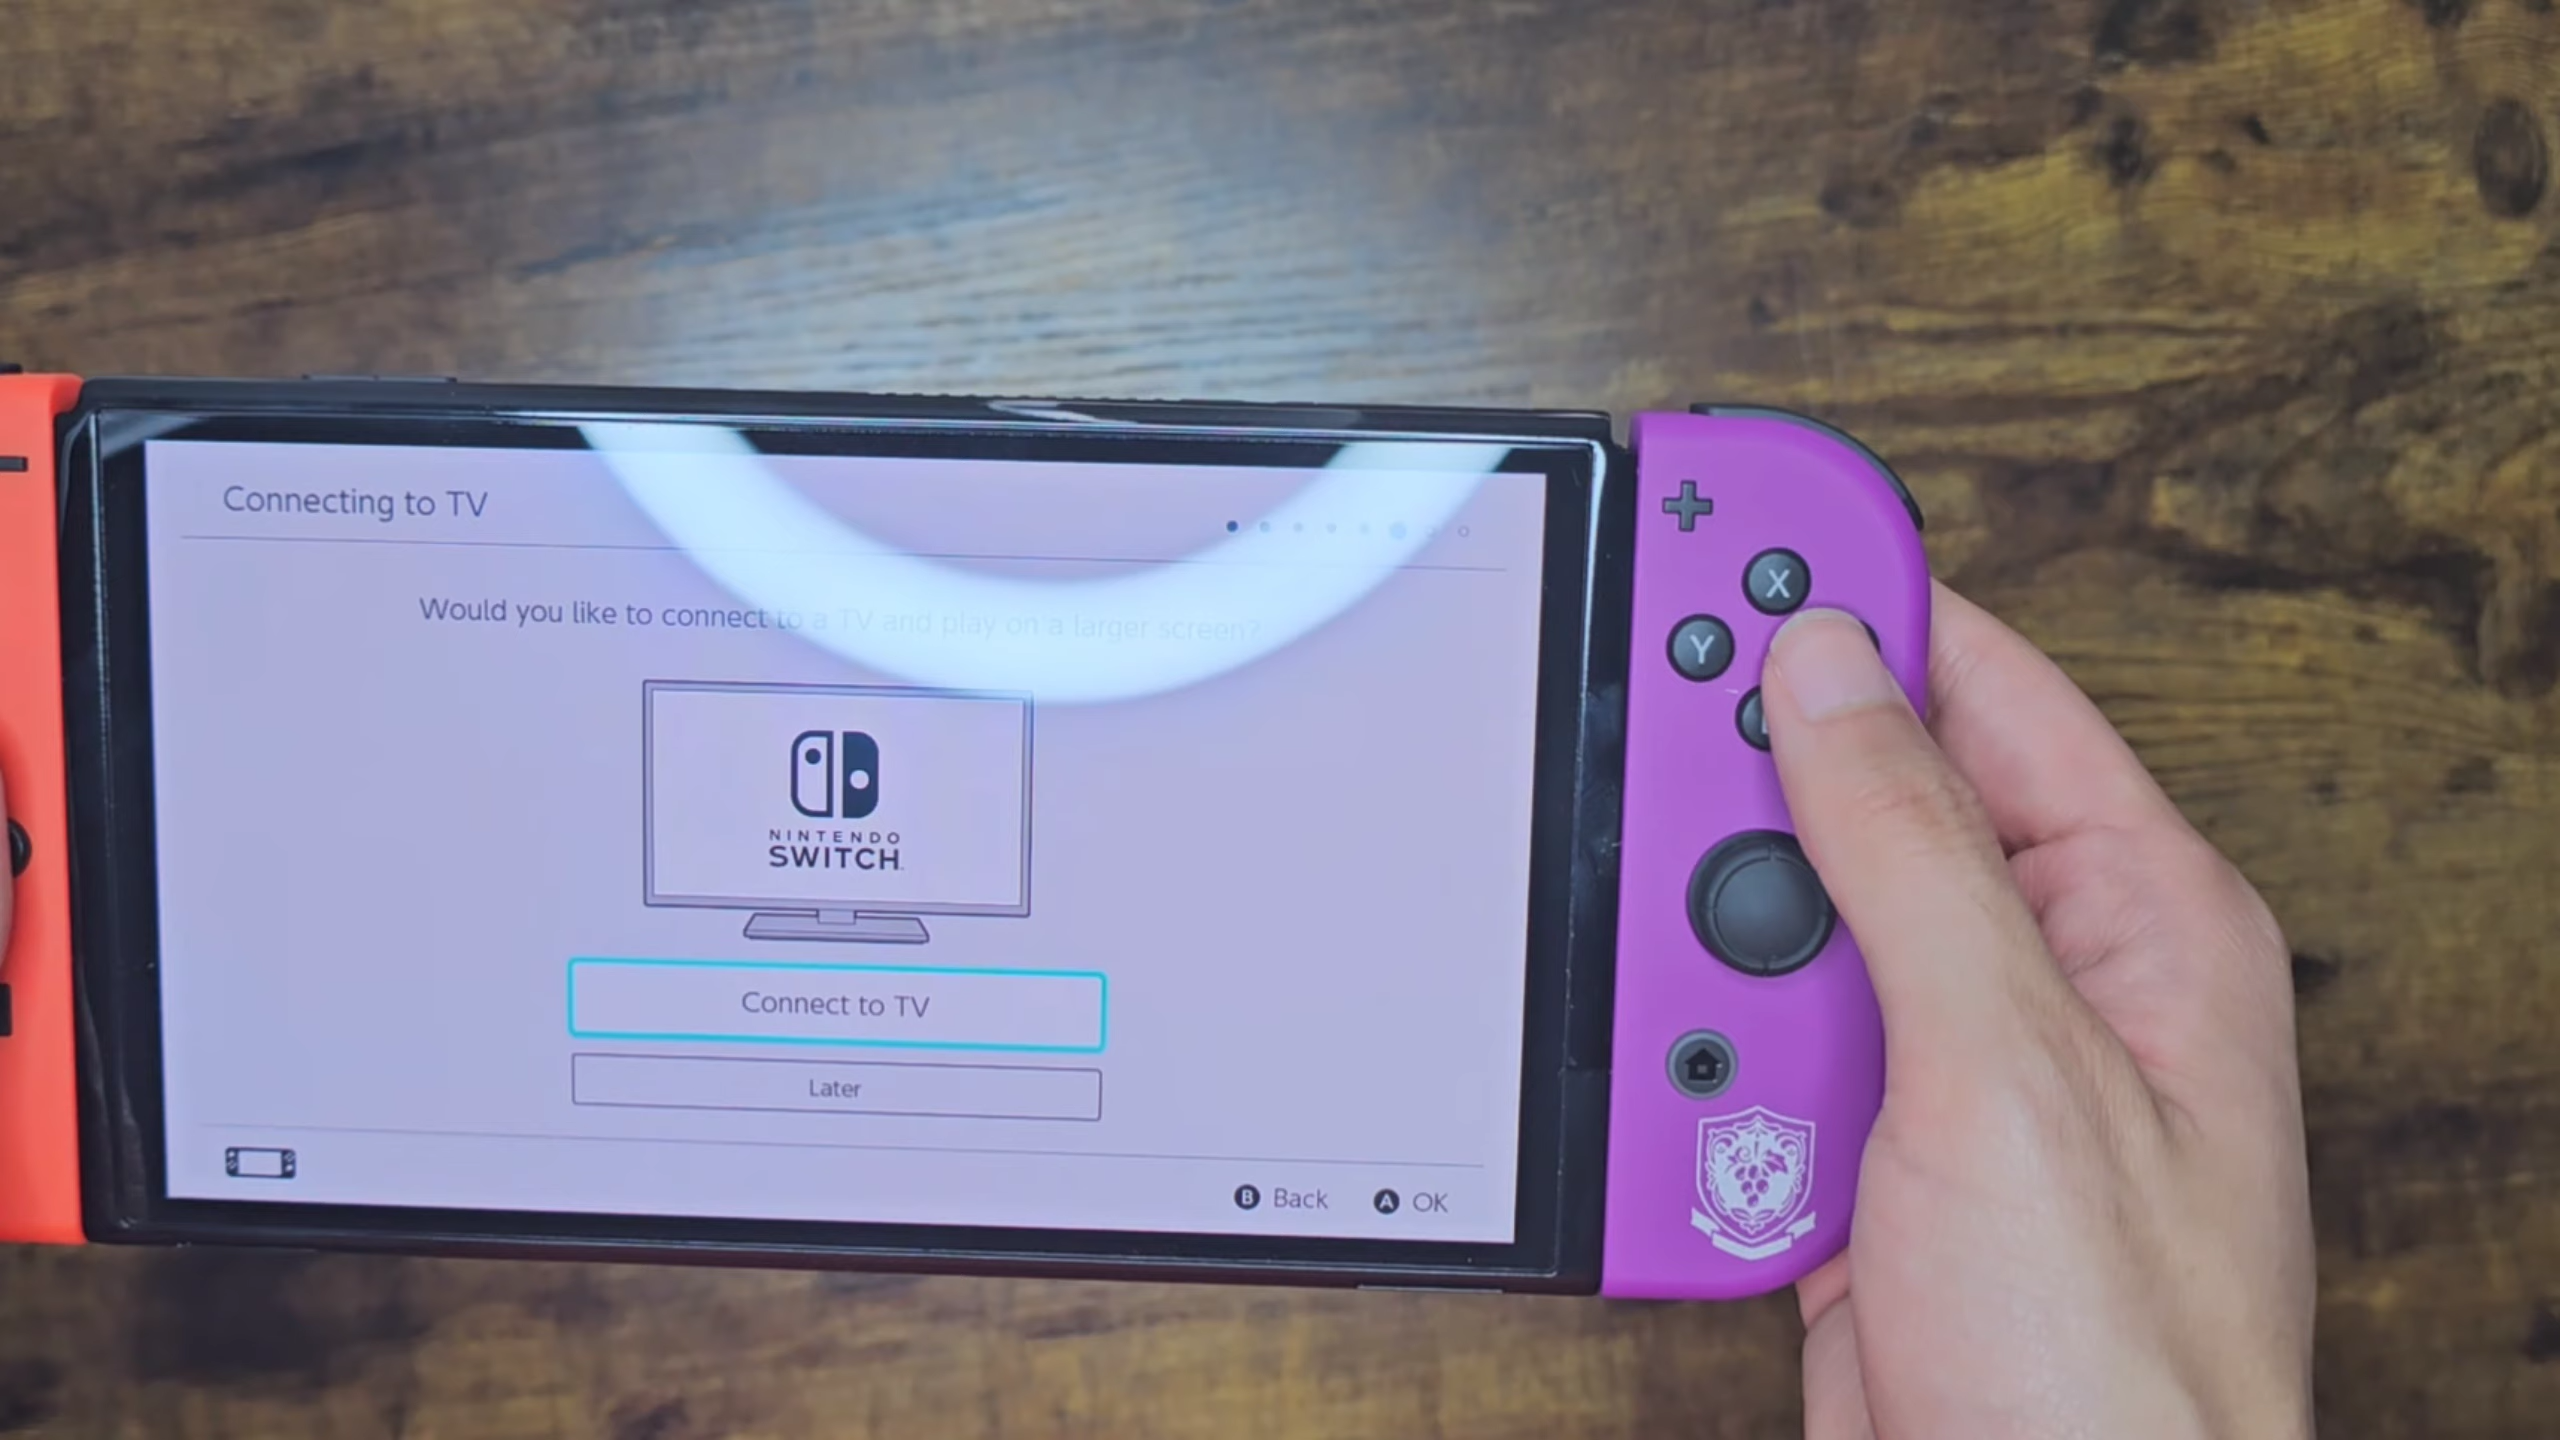 Connecting to TV
Would you like to connect to a TV and play on a larger screen?
NINTENDO
SWITCH
Connect to TV
Later
B Back A OK
X
Y